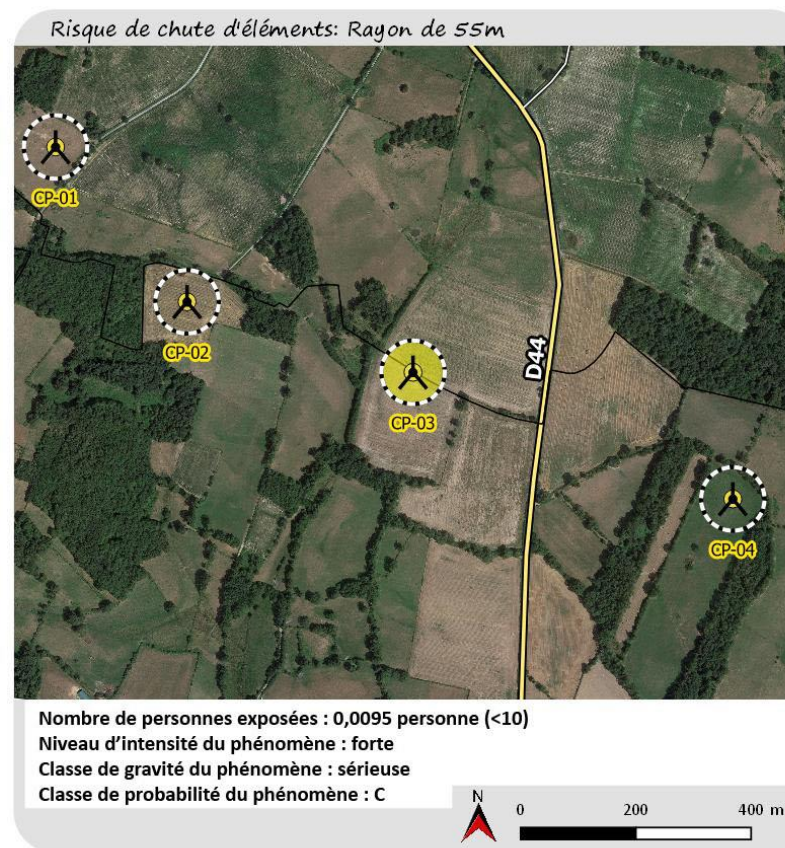 Risque de chute d'éléments: Rayon de 55m
CP-01
CP-02
D44
CP-03
CP-04
Nombre de personnes exposées : 0,0095 personne (<10)
Niveau d’intensité du phénomène : forte
Classe de gravité du phénomène : sérieuse
Classe de probabilité du phénomène : C
N
0 200 400 m